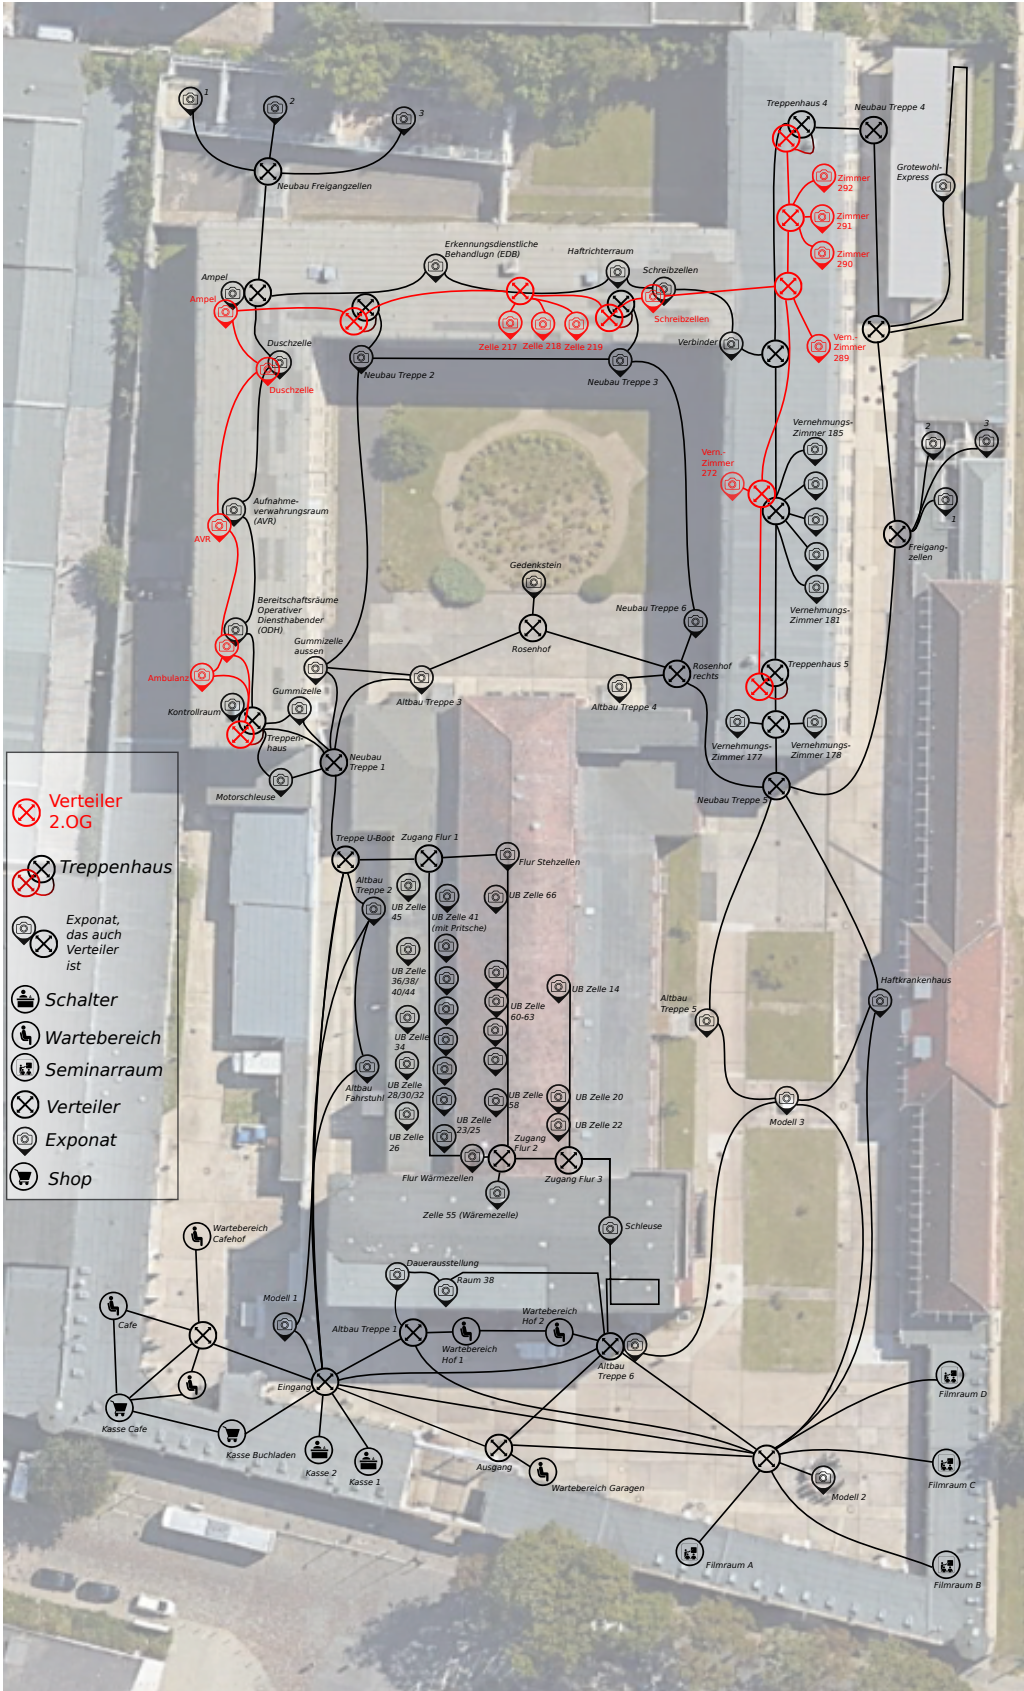 1
2
3
Neubau Freigangzellen
Treppenhaus 4
Neubau Treppe 4
Grotewohl-
Express
Zimmer
292
Zimmer
291
Zimmer
290
Erkennungsdienstliche
Behandlugn (EDB)
Haftrichterraum
Schreibzellen
Ampel
Ampel
Schreibzellen
Zelle 217
Zelle 218
Zelle 219
Verbinder
Vern.-
Zimmer
289
Duschzelle
Duschzelle
Neubau Treppe 2
Neubau Treppe 3
Vernehmungs-
Zimmer 185
2
3
1
Vern.-
Zimmer
272
Aufnahme-
verwahrungsraum
(AVR)
AVR
Freigang-
zellen
Gedenkstein
Vernehmungs-
Zimmer 181
Bereitschaftsräume
Operativer
Diensthabender
(ODH)
Neubau Treppe 6
Rosenhof
Gummizelle
aussen
Rosenhof
rechts
Treppenhaus 5
Ambulanz
Altbau Treppe 3
Altbau Treppe 4
Kontrollraum
Gummizelle
Treppen-
haus
Vernehmungs-
Zimmer 177
Vernehmungs-
Zimmer 178
Neubau
Treppe 1
Motorschleuse
Neubau Treppe 5
Verteiler
2.OG
Treppenhaus
Exponat,
das auch
Verteiler
ist
Schalter
Wartebereich
Seminarraum
Verteiler
Exponat
Shop
Treppe U-Boot
Zugang Flur 1
Flur Stehzellen
Altbau
Treppe 2
UB Zelle
45
UB Zelle 41
(mit Pritsche)
UB Zelle 66
UB Zelle
36/38/
40/44
UB Zelle 14
UB Zelle
60-63
UB Zelle
34
Altbau
Treppe 5
Haftkrankenhaus
Altbau
Fahrstuhl
UB Zelle
28/30/32
UB Zelle
58
UB Zelle 20
UB Zelle
26
UB Zelle
23/25
UB Zelle 22
Modell 3
Zugang
Flur 2
Flur Wärmezellen
Zugang Flur 3
Zelle 55 (Wäremezelle)
Schleuse
Wartebereich
Cafehof
Dauerausstellung
Raum 38
Modell 1
Cafe
Altbau Treppe 1
Wartebereich
Hof 1
Wartebereich
Hof 2
Altbau
Treppe 6
Eingang
Filmraum D
Kasse Cafe
Kasse Buchladen
Kasse 2
Kasse 1
Ausgang
Wartebereich Garagen
Modell 2
Filmraum C
Filmraum A
Filmraum B